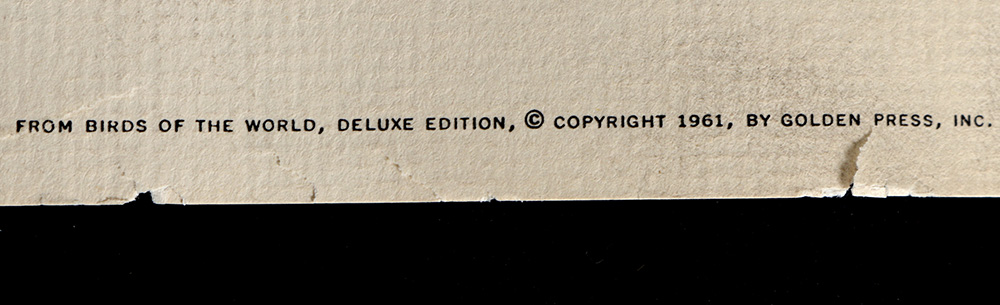 FROM BIRDS OF THE WORLD, DELUXE EDITION, © COPYRIGHT 1961, BY GOLDEN PRESS, INC.